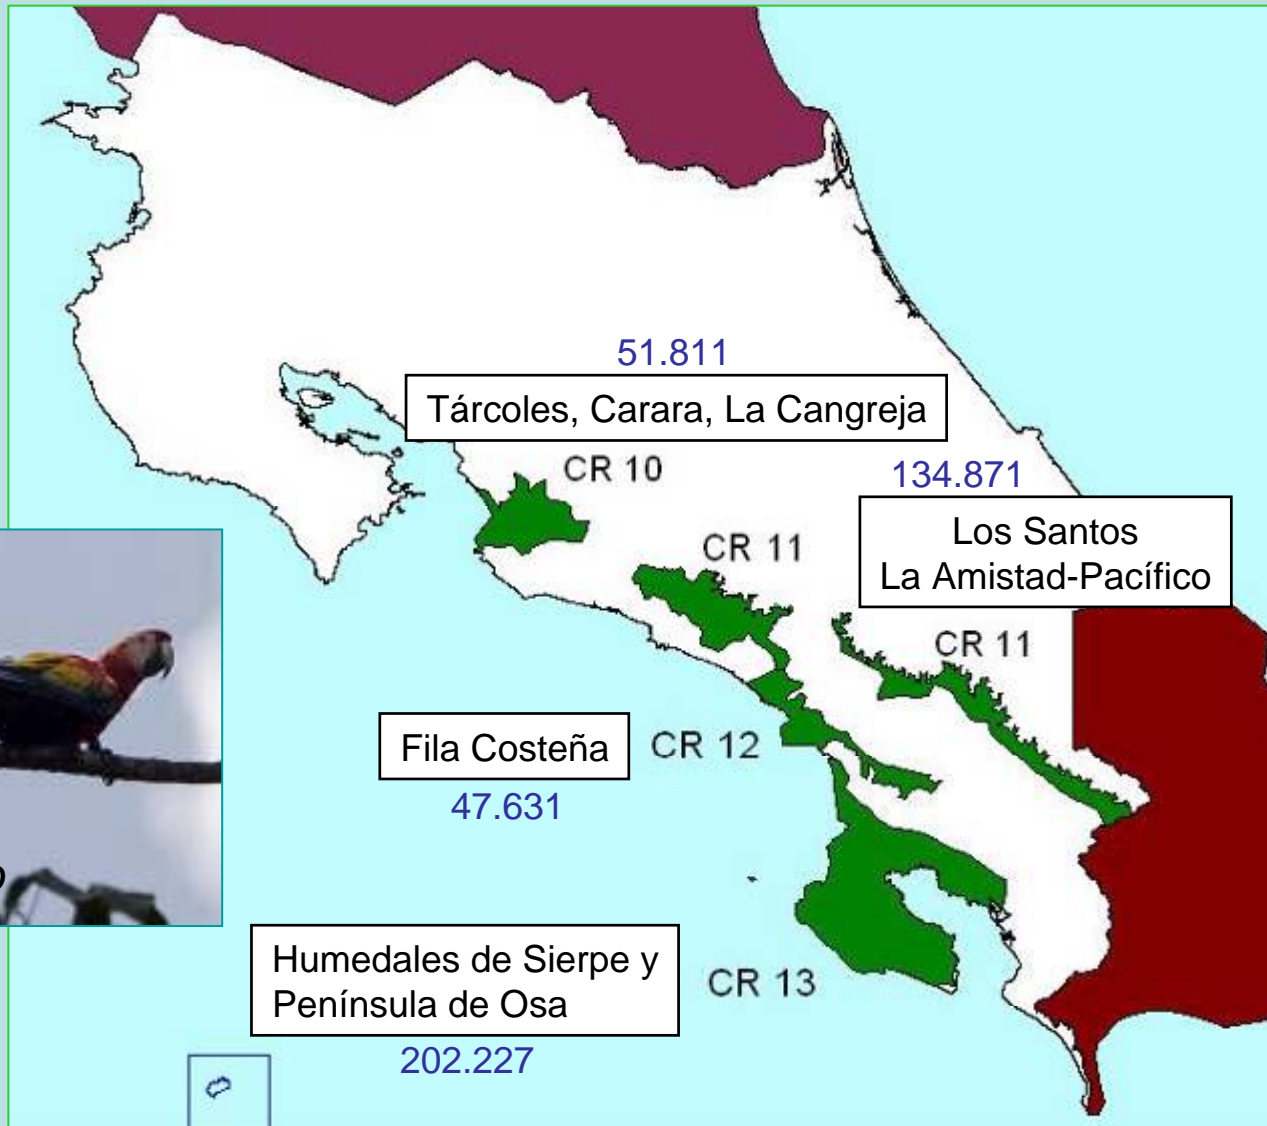 51.811
Tárcoles, Carara, La Cangreja
CR 10
134.871
Los Santos
La Amistad-Pacífico
CR 11
CR 11
Fila Costeña
CR 12
47.631
Humedales de Sierpe y
Península de Osa
CR 13
202.227